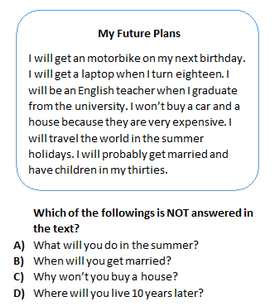 My Future Plans
I will get an motorbike on my next birthday.
I will get a laptop when I turn eighteen. I
will be an English teacher when I graduate
from the university. I won't buy a car and a
house because they are very expensive. I
will travel the world in the summer
holidays. I will probably get married and
have children in my thirties.
Which of the followings is NOT answered in
the text?
A) What will you do in the summer?
B) When will you get married?
C) Why won't you buy a house?
D) Where will you live 10 years later?